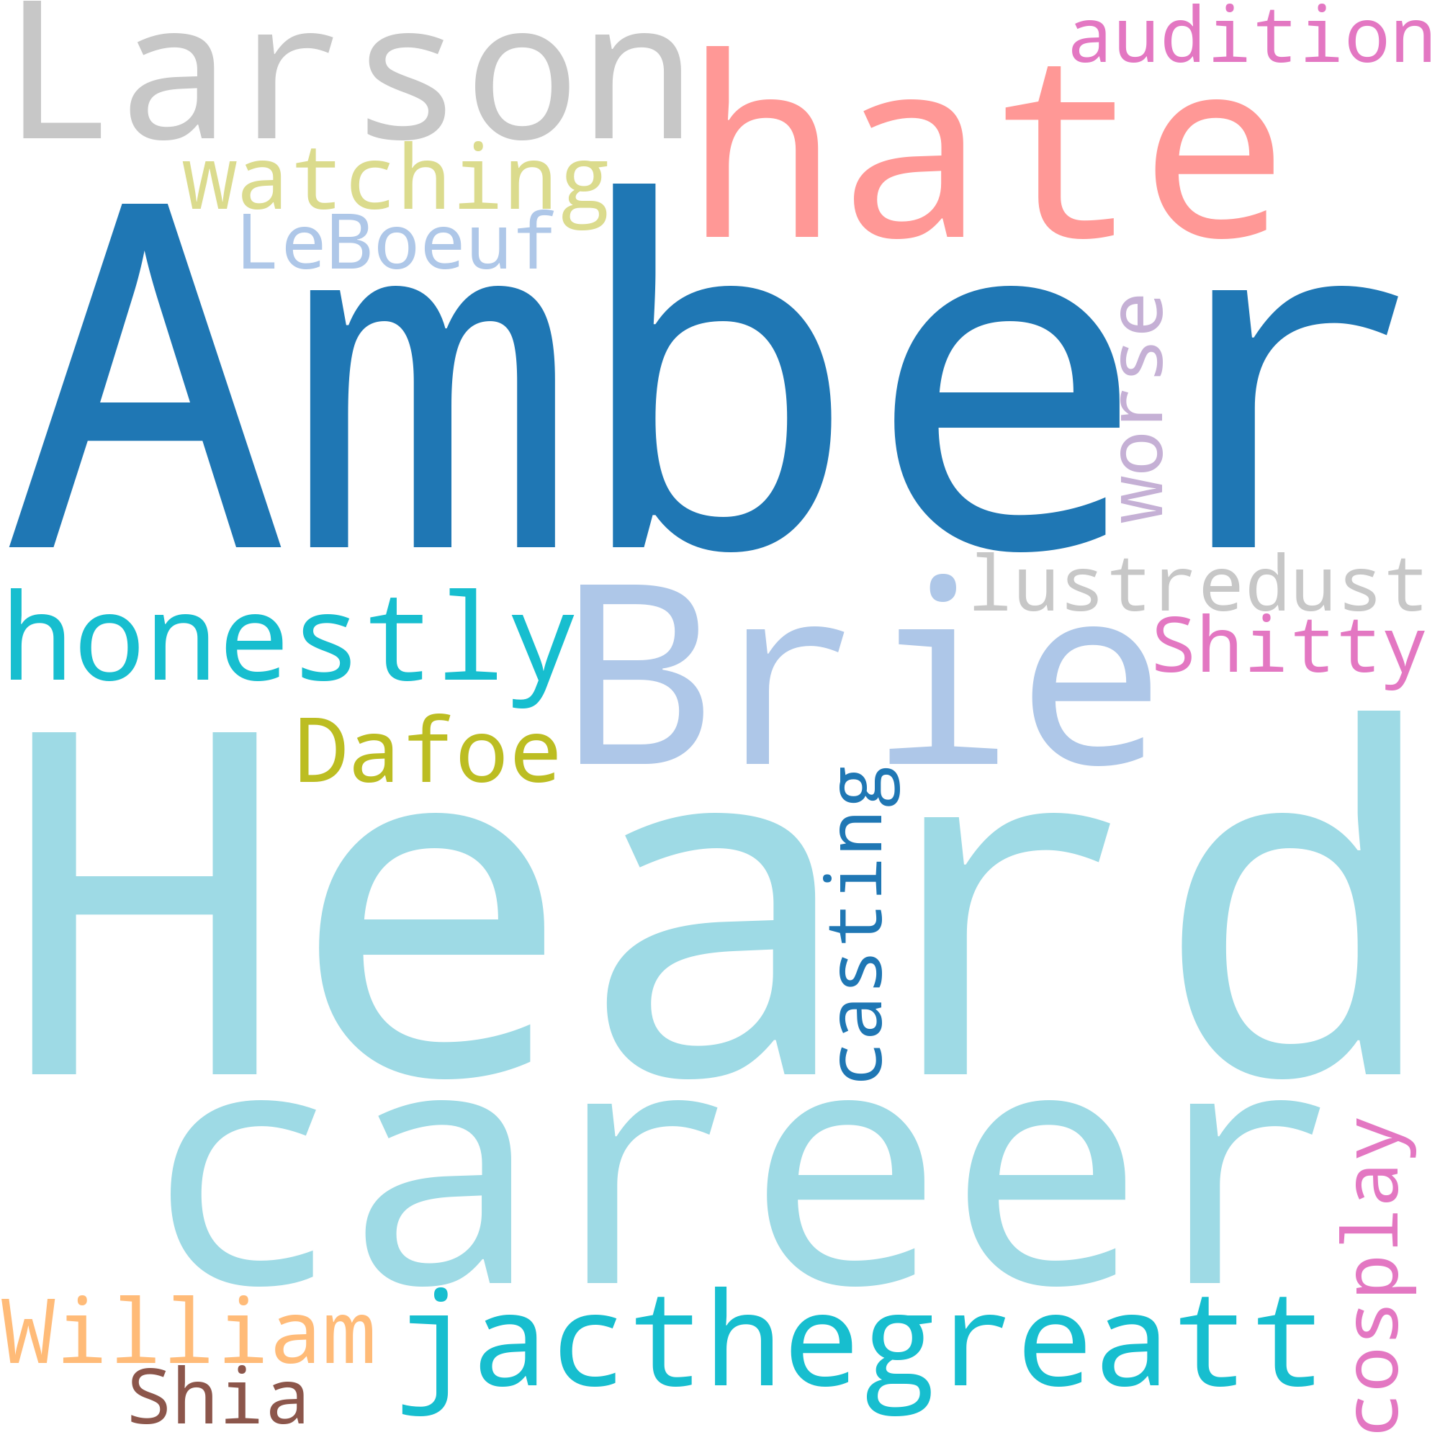 Larson
audition
hate
watching
LeBoeuf
Amber
worse
lustredust
honestly
Brie
Shitty
Dafoe
Heard
casting
career
cosplay
William
jacthegreatt
Shia